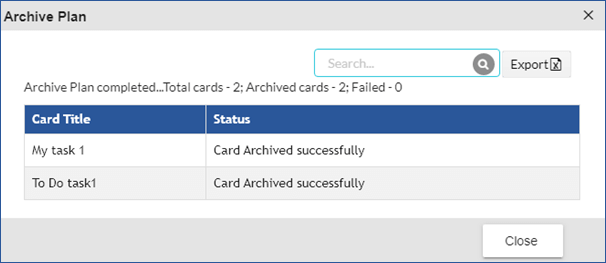 Archive Plan
Search...
Export
Archive Plan completed...Total cards - 2; Archived cards - 2; Failed - 0
Card Title Status
My task 1 Card Archived successfully
To Do task1 Card Archived successfully
Close